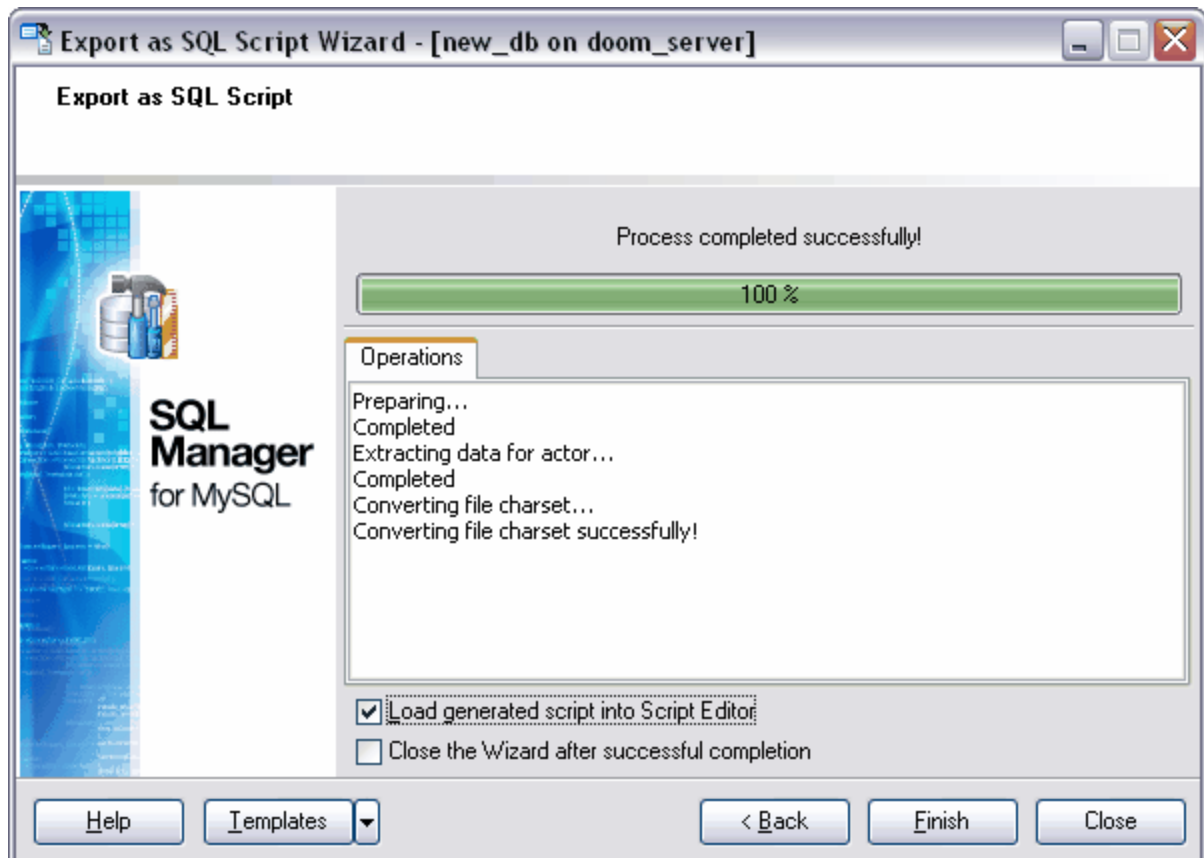 Export as SQL Script Wizard - [new_db on doom_server]
Export as SQL Script
Process completed successfully!
100 %
SQL
Manager
for MySQL
Operations
Preparing...
Completed
Extracting data for actor...
Completed
Converting file charset...
Converting file charset successfully!
Load generated script into Script Editor
Close the Wizard after successful completion
Help
Templates
< Back
Finish
Close